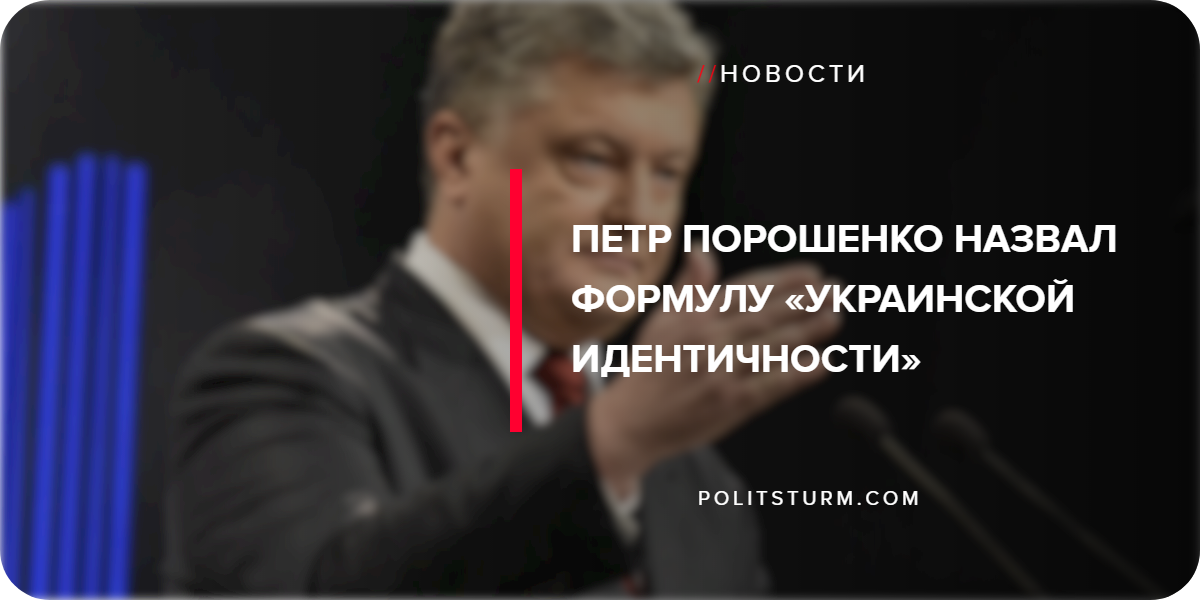 //НОВОСТИ
ПЕТР ПОРОШЕНКО НАЗВАЛ
ФОРМУЛУ «УКРАИНСКОЙ
ИДЕНТИЧНОСТИ»
POLITSTURM.COM